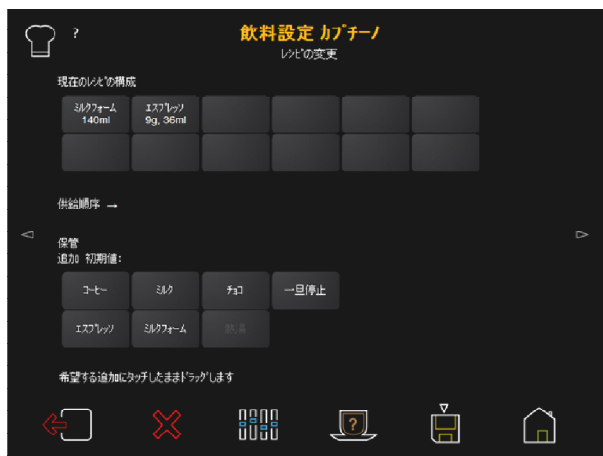 ?
飲料設定 ｶﾌﾟﾁｰﾉ
ﾚｼﾋﾟの変更
現在のﾚｼﾋﾟの構成
ﾐﾙｸﾌｫｰﾑ
140ml
ｴｽﾌﾟﾚｯｿ
9g, 36ml
供給順序 →
保管
追加 初期値:
ｺｰﾋｰ
ﾐﾙｸ
ﾁｮｺ
一旦停止
ｴｽﾌﾟﾚｯｿ
ﾐﾙｸﾌｫｰﾑ
希望する追加にﾀｯﾁしたままﾄﾞﾗｯｸﾞします
?